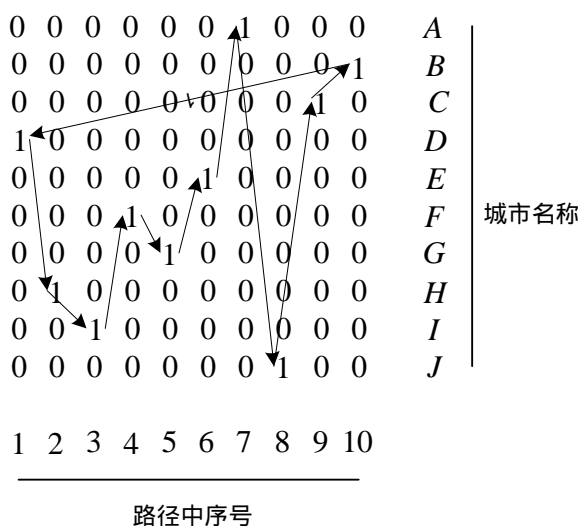 0 0 0 0 0 0 1 0 0 0 A
0 0 0 0 0 0 0 0 0 1 B
0 0 0 0 0 0 0 0 1 0 C
1 0 0 0 0 0 0 0 0 0 D
0 0 0 0 0 1 0 0 0 0 E
0 0 0 1 0 0 0 0 0 0 F
城市名称
0 0 0 0 1 0 0 0 0 0 G
0 1 0 0 0 0 0 0 0 0 H
0 0 1 0 0 0 0 0 0 0 I
0 0 0 0 0 0 0 1 0 0 J
1 2 3 4 5 6 7 8 9 10
路径中序号